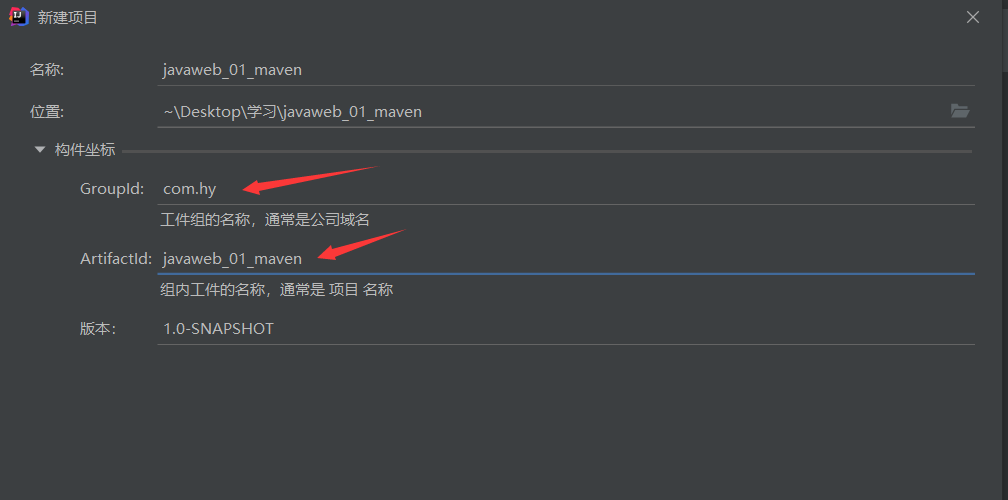 新建项目
名称: javaweb_01_maven
位置: ~\Desktop\学习\javaweb_01_maven
构件坐标
GroupId: com.hy
工件组的名称，通常是公司域名
ArtifactId: javaweb_01_maven
组内工件的名称，通常是 项目 名称
版本: 1.0-SNAPSHOT